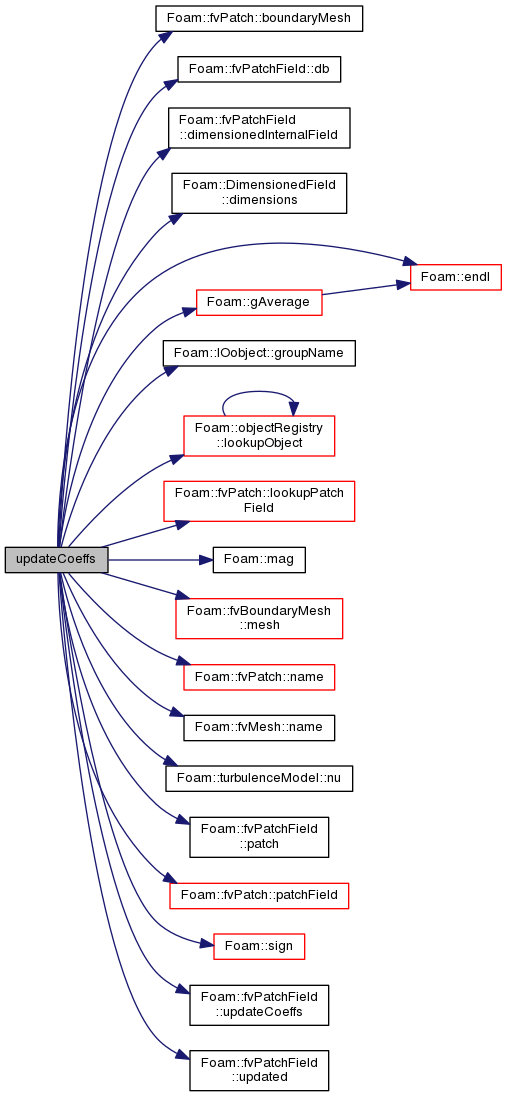 Foam::fvPatch::boundaryMesh
Foam::fvPatchField::db
Foam::fvPatchField
::dimensionedInternalField
Foam::DimensionedField
::dimensions
Foam::endl
Foam::gAverage
Foam::IOobject::groupName
Foam::objectRegistry
::lookupObject
Foam::fvPatch::lookupPatch
Field
updateCoeffs
Foam::mag
Foam::fvBoundaryMesh
::mesh
Foam::fvPatch::name
Foam::fvMesh::name
Foam::turbulenceModel::nu
Foam::fvPatchField
::patch
Foam::fvPatch::patchField
Foam::sign
Foam::fvPatchField
::updateCoeffs
Foam::fvPatchField
::updated